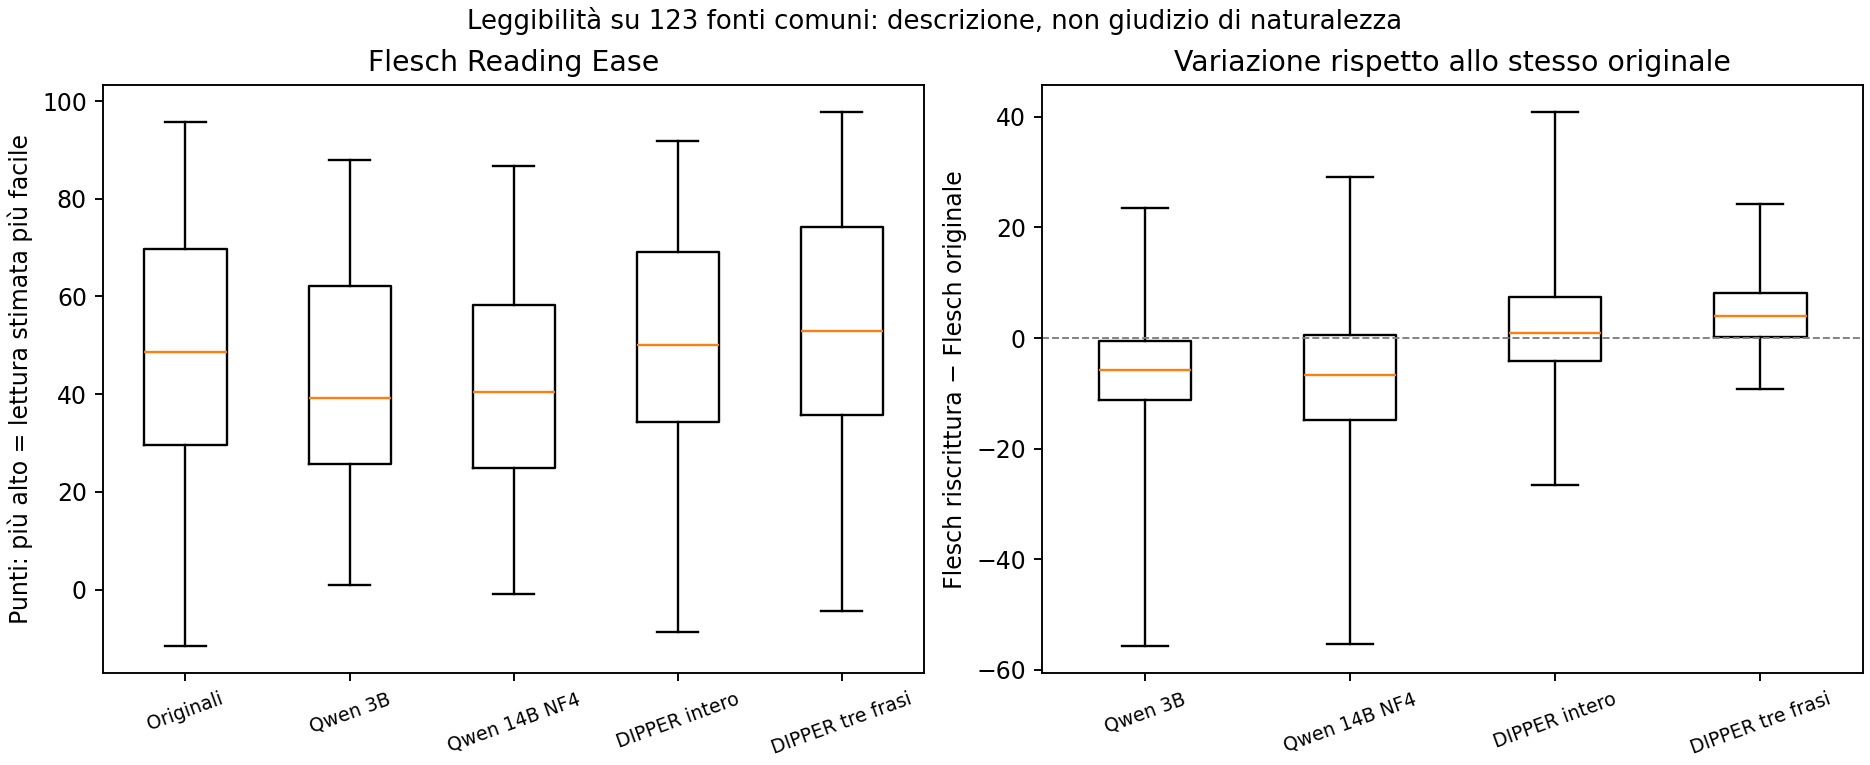 Leggibilità su 123 fonti comuni: descrizione, non giudizio di naturalezza
Flesch Reading Ease
Punti: più alto = lettura stimata più facile
100
80
60
40
20
0
Originali
Qwen 3B
Qwen 14B NF4
DIPPER intero
DIPPER tre frasi
Variazione rispetto allo stesso originale
Flesch riscrittura − Flesch originale
40
20
0
−20
−40
−60
Qwen 3B
Qwen 14B NF4
DIPPER intero
DIPPER tre frasi